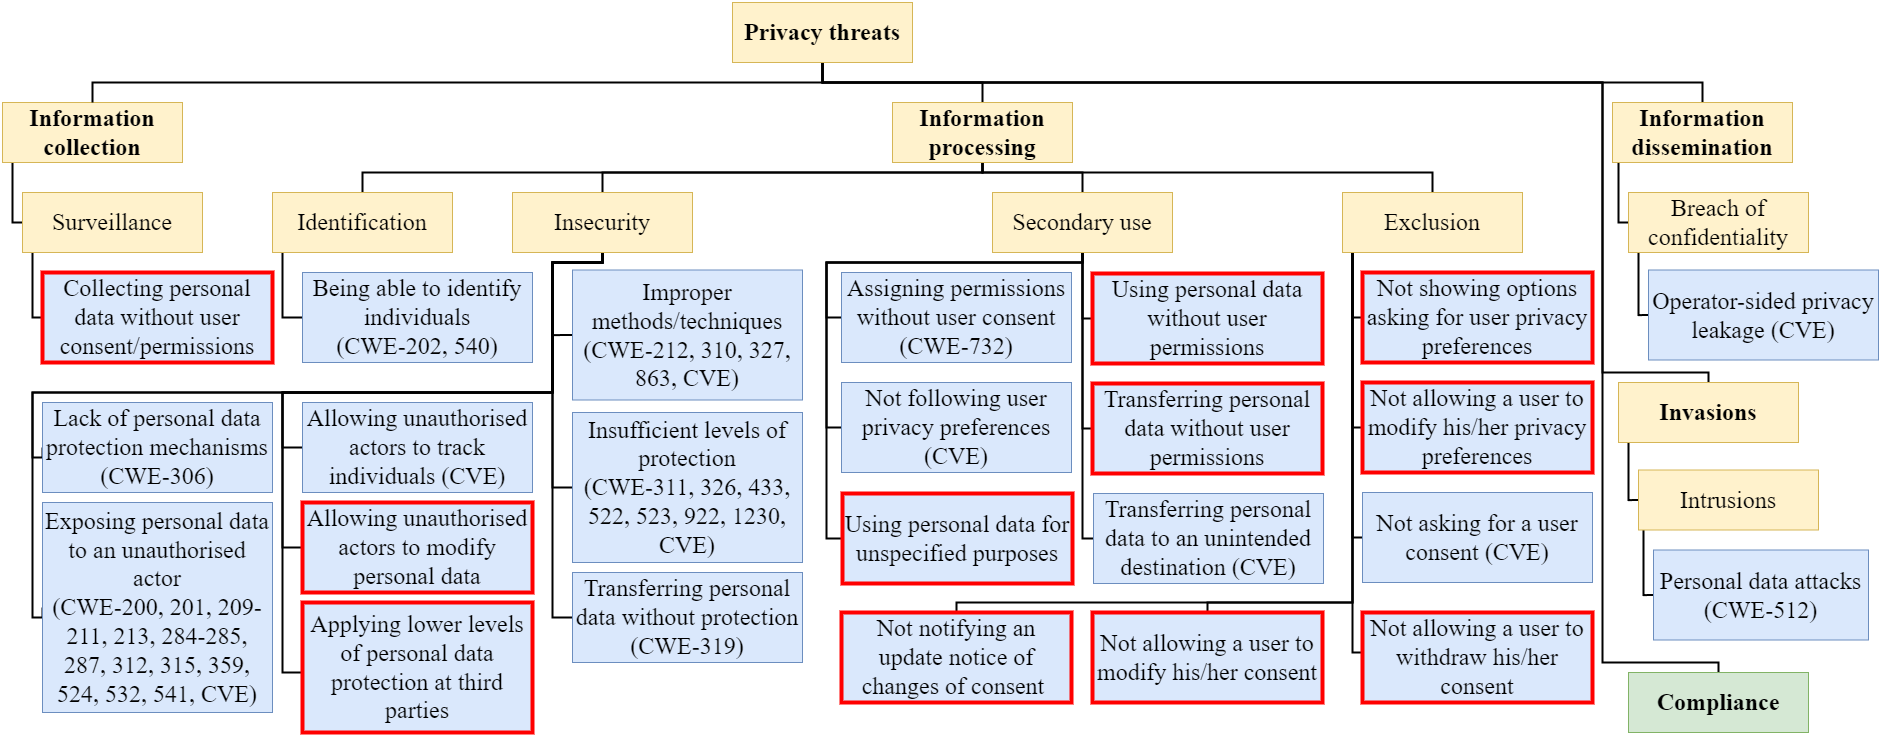 Privacy threats
Information
collection
Information
processing
Information
dissemination
Surveillance
Identification
Insecurity
Secondary use
Exclusion
Breach of
confidentiality
Collecting personal
data without user
consent/permissions
Being able to identify
individuals
(CWE-202, 540)
Improper
methods/techniques
(CWE-212, 310, 327,
863, CVE)
Assigning permissions
without user consent
(CWE-732)
Using personal data
without user
permissions
Not showing options
asking for user privacy
preferences
Operator-sided privacy
leakage (CVE)
Lack of personal data
protection mechanisms
(CWE-306)
Allowing unauthorised
actors to track
individuals (CVE)
Insufficient levels of
protection
(CWE-311, 326, 433,
522, 523, 922, 1230,
CVE)
Not following user
privacy preferences
(CVE)
Transferring personal
data without user
permissions
Not allowing a user to
modify his/her privacy
preferences
Invasions
Exposing personal data
to an unauthorised
actor
(CWE-200, 201, 209-
211, 213, 284-285,
287, 312, 315, 359,
524, 532, 541, CVE)
Allowing unauthorised
actors to modify
personal data
Using personal data for
unspecified purposes
Transferring personal
data to an unintended
destination (CVE)
Not asking for a user
consent (CVE)
Intrusions
Applying lower levels
of personal data
protection at third
parties
Transferring personal
data without protection
(CWE-319)
Not notifying an
update notice of
changes of consent
Not allowing a user to
modify his/her consent
Not allowing a user to
withdraw his/her
consent
Personal data attacks
(CWE-512)
Compliance